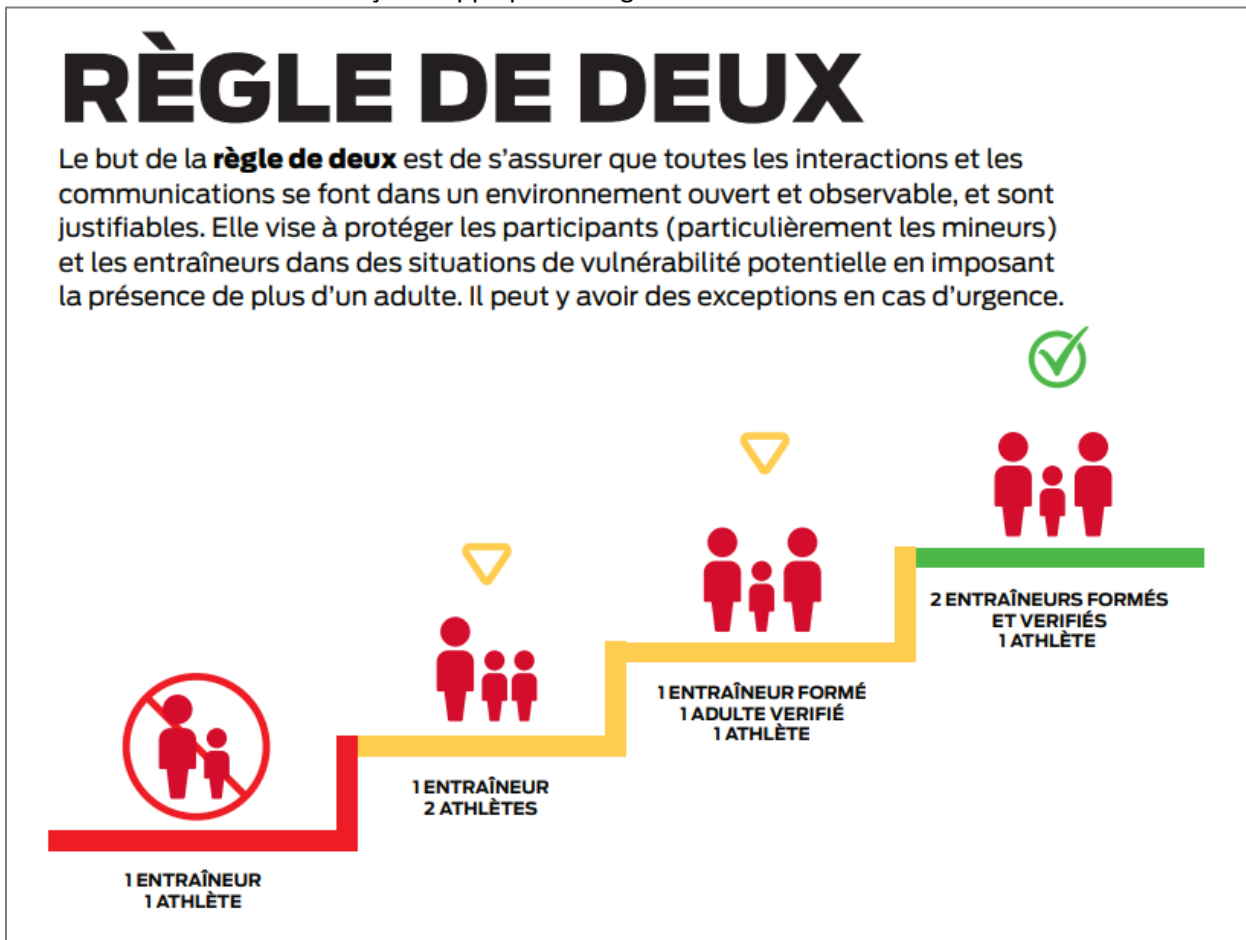 RÈGLE DE DEUX
Le but de la règle de deux est de s'assurer que toutes les interactions et les
communications se font dans un environnement ouvert et observable, et sont
justifiables. Elle vise à protéger les participants (particulièrement les mineurs)
et les entraîneurs dans des situations de vulnérabilité potentielle en imposant
la présence de plus d'un adulte. Il peut y avoir des exceptions en cas d'urgence.
2 ENTRAÎNEURS FORMÉS
ET VERIFIÉS
1 ATHLÈTE
1 ENTRAÎNEUR FORMÉ
1 ADULTE VERIFIÉ
1 ATHLÈTE
1 ENTRAÎNEUR
2 ATHLÈTES
1 ENTRAÎNEUR
1 ATHLÈTE